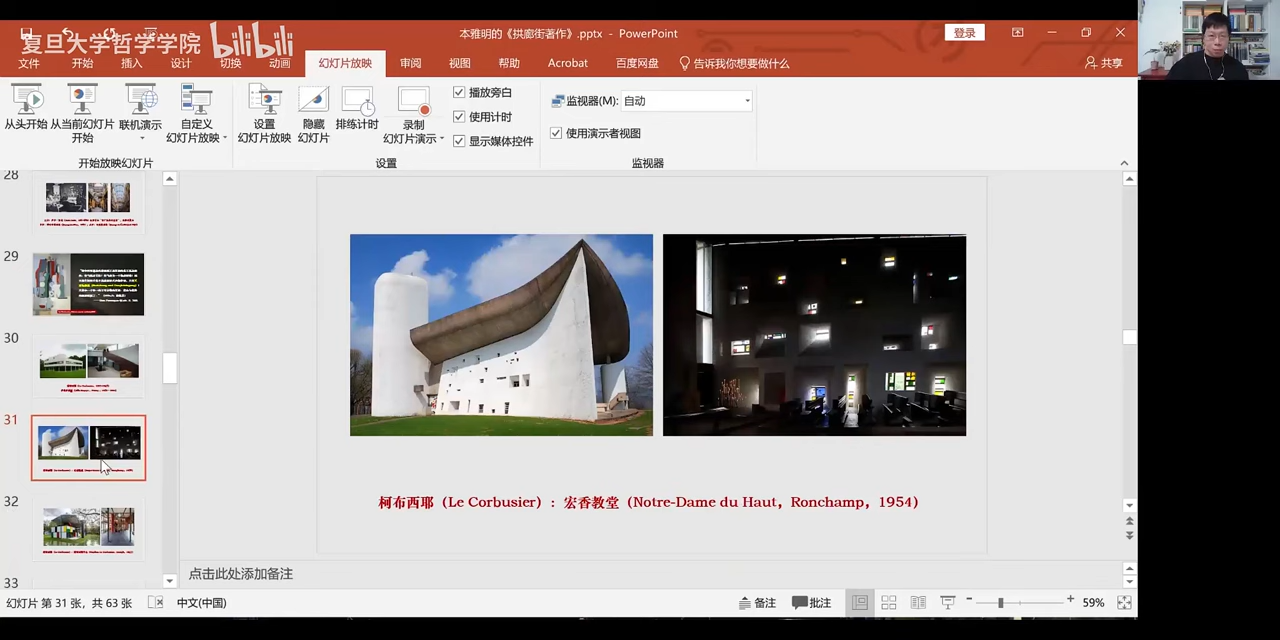 复旦大学哲学学院 bilibili
本雅明的《拱廊街著作》.pptx - PowerPoint
登录
文件 开始 插入 设计 切换 动画 幻灯片放映 审阅 视图 帮助 Acrobat 百度网盘 告诉我你想要做什么 共享
从头开始 从当前幻灯片开始 联机演示 自定义幻灯片放映
设置幻灯片放映 隐藏幻灯片 排练计时 录制幻灯片演示
播放旁白
使用计时
显示媒体控件
监视器(M): 自动
使用演示者视图
开始放映幻灯片 设置 监视器
28
29
30
31
32
33
柯布西耶（Le Corbusier）：宏香教堂（Notre-Dame du Haut，Ronchamp，1954）
点击此处添加备注
幻灯片 第 31 张，共 63 张 中文(中国) 备注 批注 59%